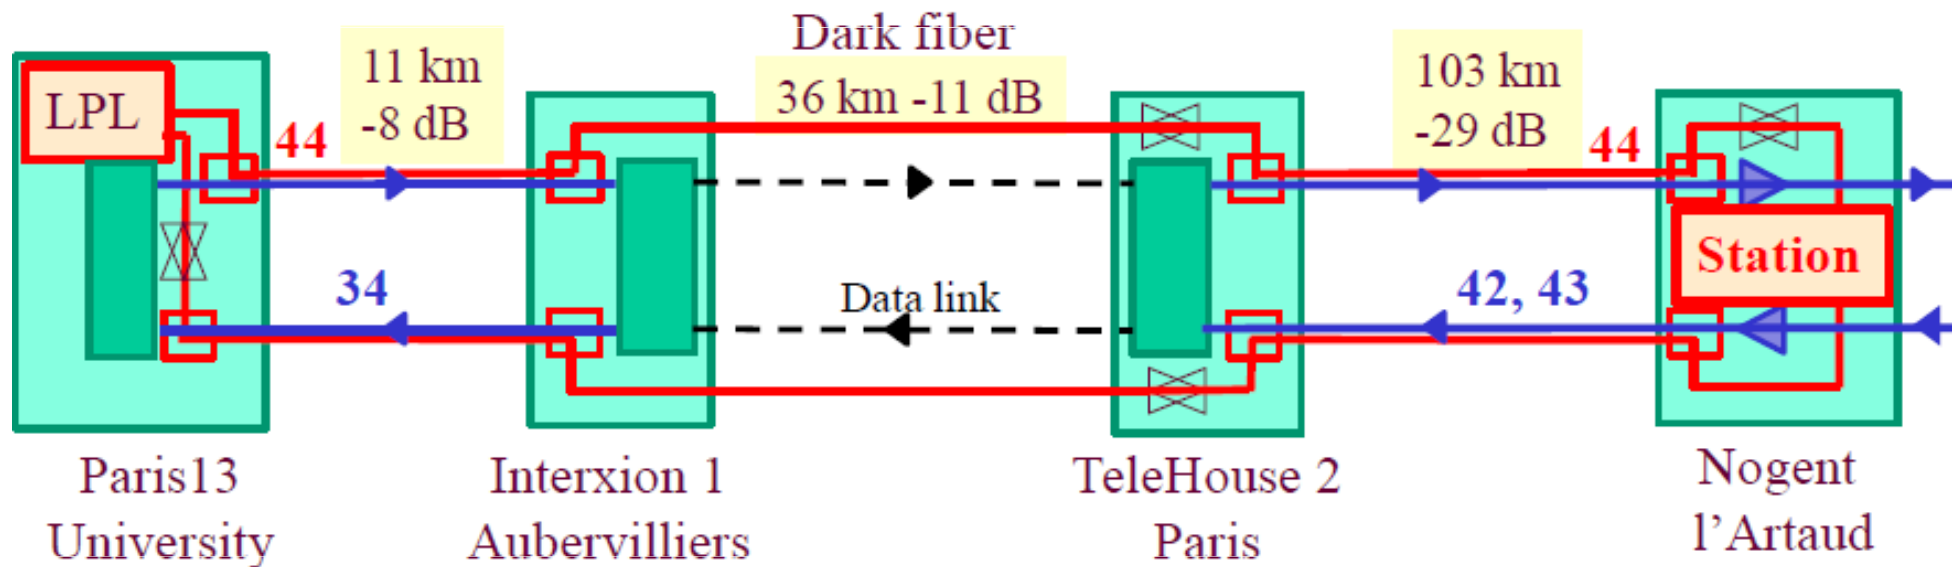 Dark fiber
LPL
11 km
-8 dB
36 km -11 dB
103 km
-29 dB
44
44
34
Data link
42, 43
Station
Paris13
University
Interxion 1
Aubervilliers
TeleHouse 2
Paris
Nogent
l’Artaud